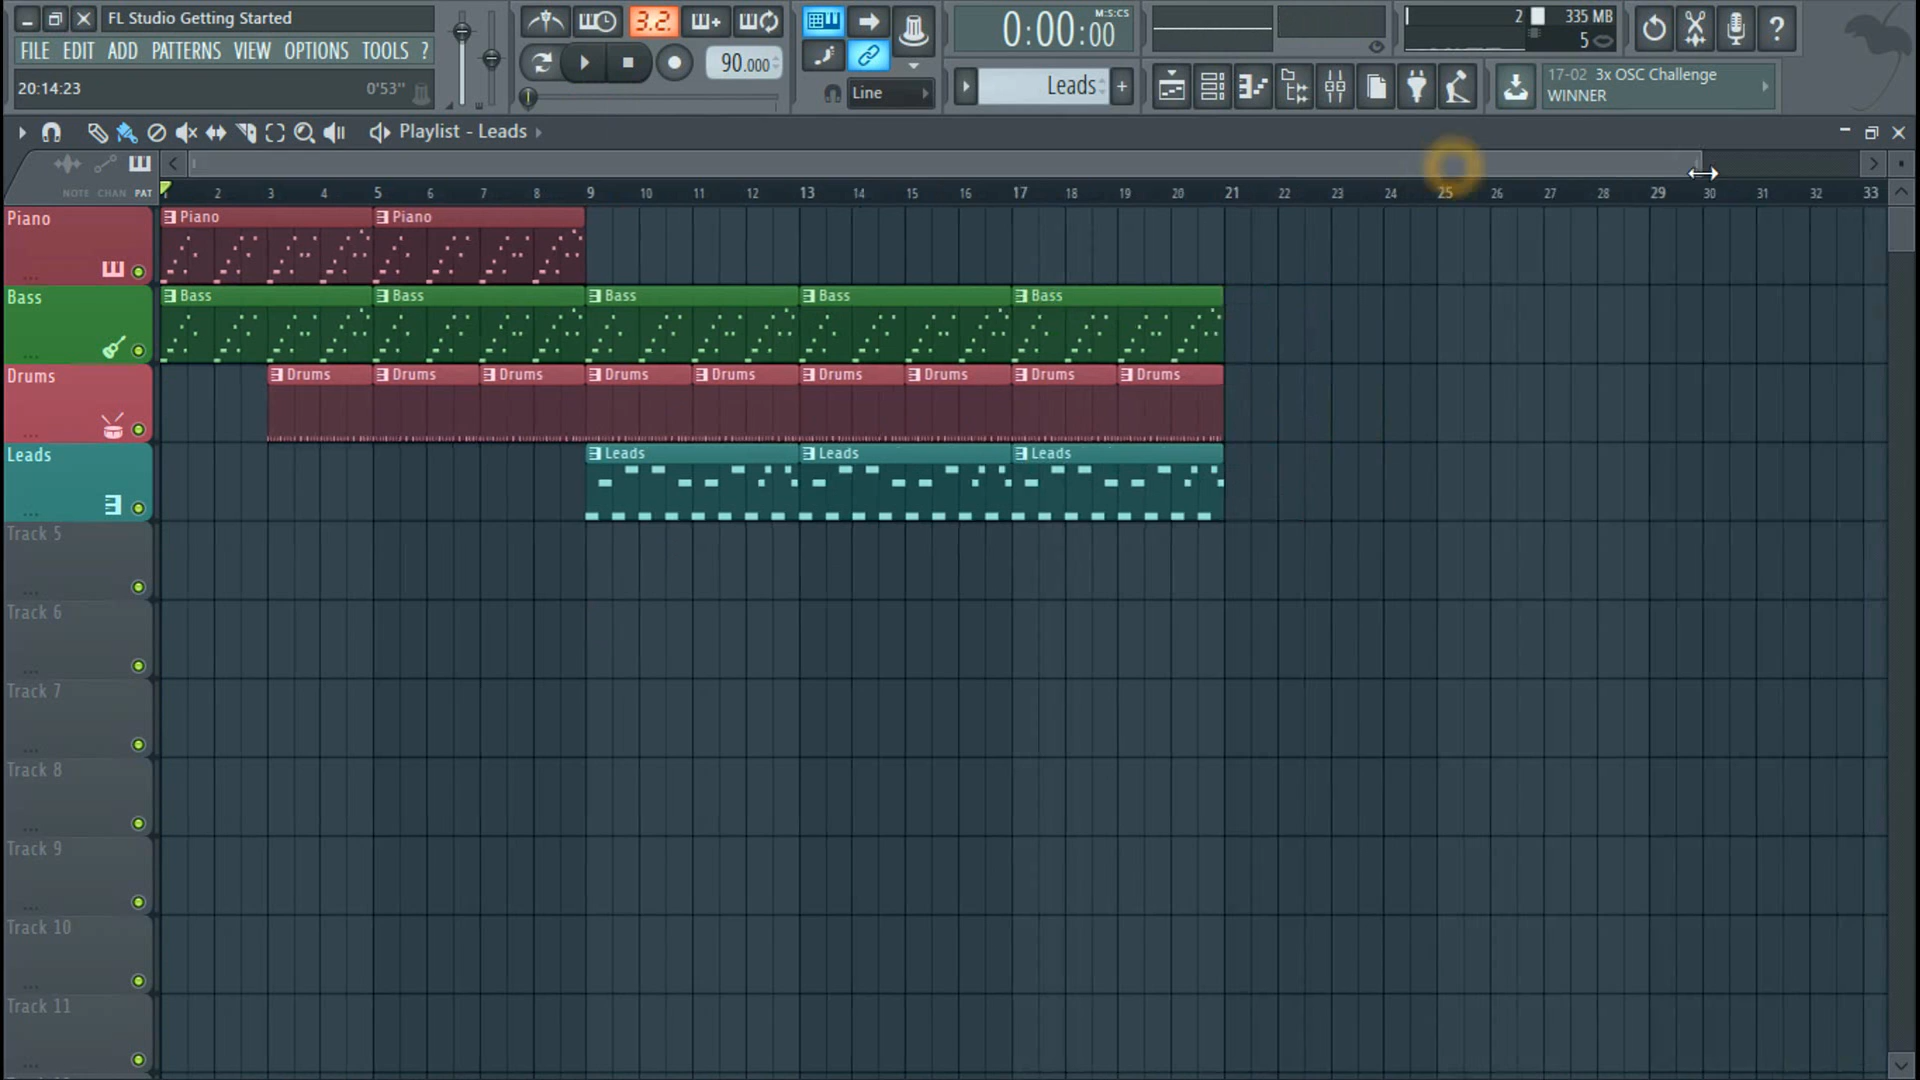 FL Studio Getting Started
FILE EDIT ADD PATTERNS VIEW OPTIONS TOOLS ?
20:14:23 0'53"
3.2.
90.000
Line
0:00:00 M:S:CS
Leads
2 335 MB
5
17-02 3x OSC Challenge
WINNER
?
Playlist - Leads
NOTE CHAN PAT
1 2 3 4 5 6 7 8 9 10 11 12 13 14 15 16 17 18 19 20 21 22 23 24 25 26 27 28 29 30 31 32 33
Piano Piano Piano
Bass Bass Bass Bass Bass Bass
Drums Drums Drums Drums Drums Drums Drums Drums Drums Drums
Leads Leads Leads Leads
Track 5
Track 6
Track 7
Track 8
Track 9
Track 10
Track 11